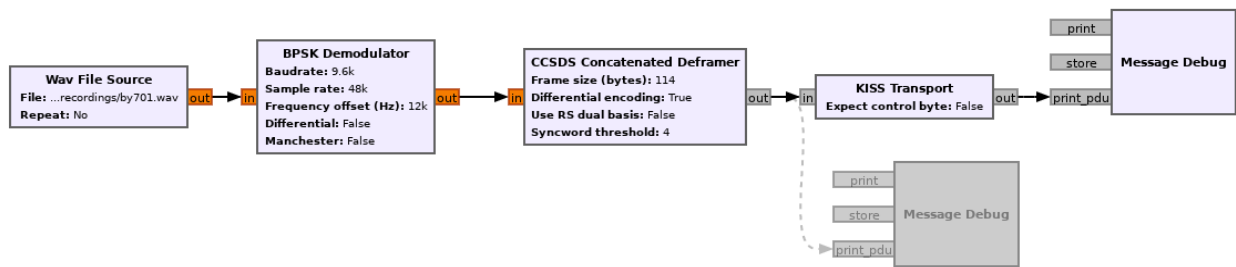 Wav File Source
File: ...recordings/by701.wav
Repeat: No
out
in
BPSK Demodulator
Baudrate: 9.6k
Sample rate: 48k
Frequency offset (Hz): 12k
Differential: False
Manchester: False
out
in
CCSDS Concatenated Deframer
Frame size (bytes): 114
Differential encoding: True
Use RS dual basis: False
Syncword threshold: 4
out
in
KISS Transport
Expect control byte: False
out
print
store
print_pdu
Message Debug
print
store
print_pdu
Message Debug